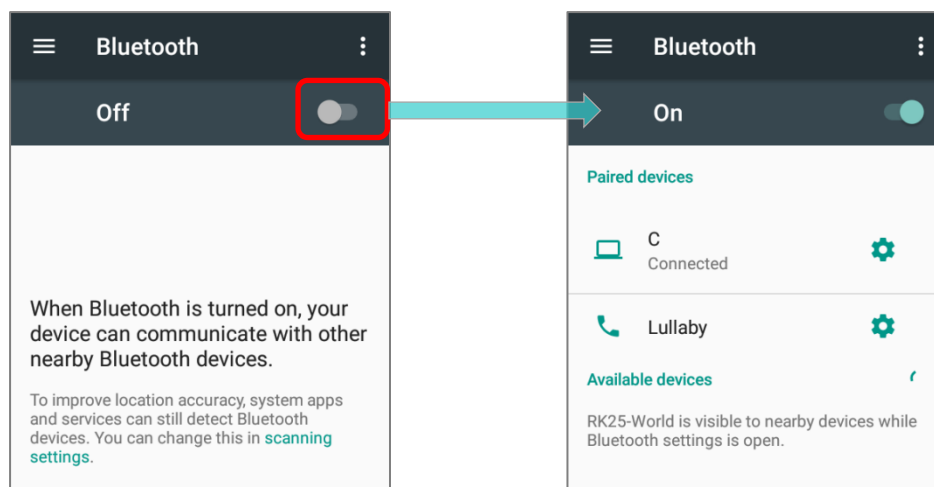 Bluetooth
Off
When Bluetooth is turned on, your
device can communicate with other
nearby Bluetooth devices.
To improve location accuracy, system apps
and services can still detect Bluetooth
devices. You can change this in scanning
settings.
Bluetooth
On
Paired devices
C
Connected
Lullaby
Available devices
RK25-World is visible to nearby devices while
Bluetooth settings is open.